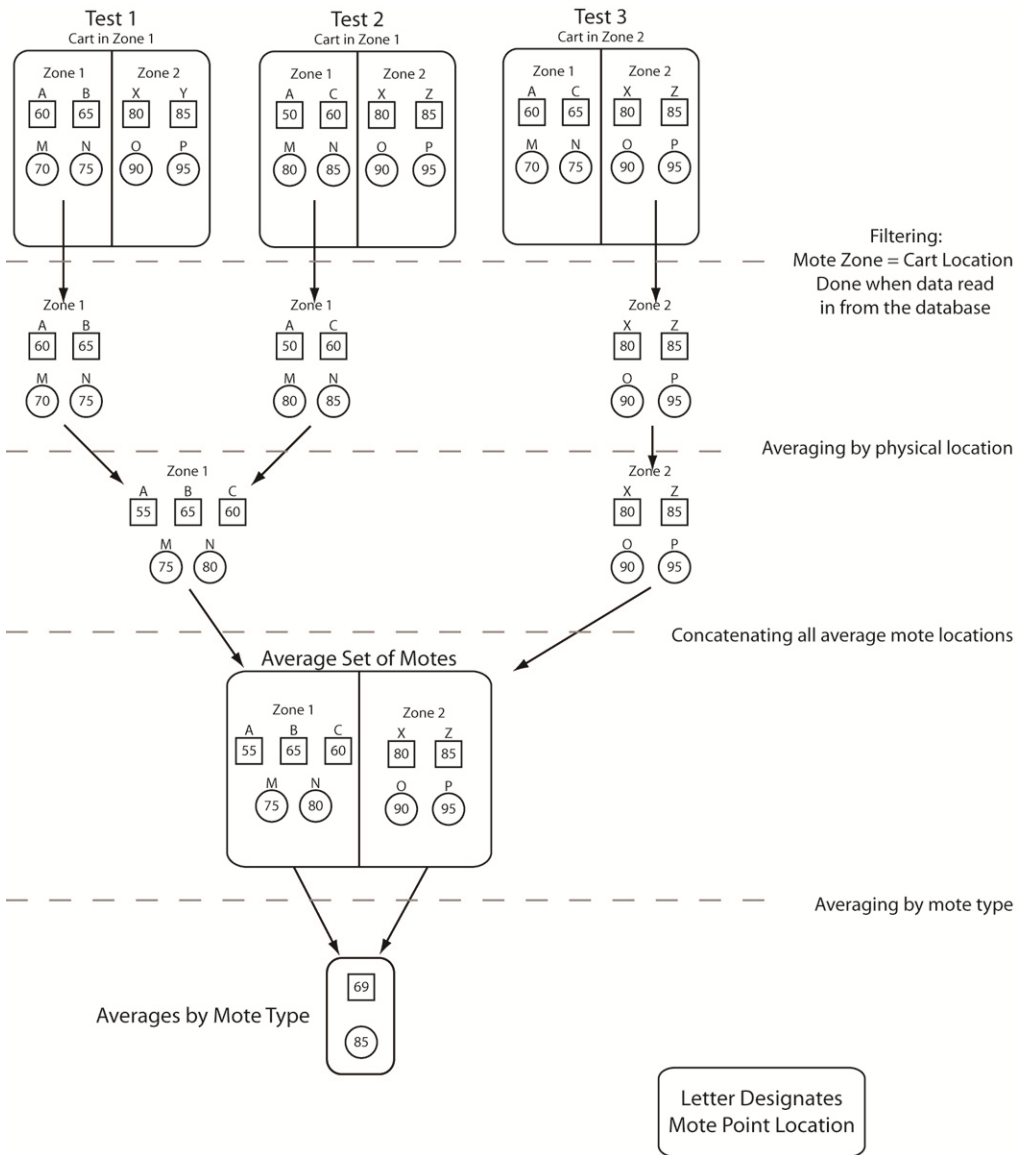 Test 1
Cart in Zone 1
Zone 1
Zone 2
A B X Y
60 65 80 85
M N O P
70 75 90 95
Test 2
Cart in Zone 1
Zone 1
Zone 2
A C X Z
50 60 80 85
M N O P
80 85 90 95
Test 3
Cart in Zone 2
Zone 1
Zone 2
A C X Z
60 65 80 85
M N O P
70 75 90 95
Filtering:
Mote Zone = Cart Location
Done when data read
in from the database
Zone 1
A B
60 65
M N
70 75
Zone 1
A C
50 60
M N
80 85
Zone 2
X Z
80 85
O P
90 95
Averaging by physical location
Zone 1
A B C
55 65 60
M N
75 80
Zone 2
X Z
80 85
O P
90 95
Concatenating all average mote locations
Average Set of Motes
Zone 1
A B C
55 65 60
M N
75 80
Zone 2
X Z
80 85
O P
90 95
Averaging by mote type
Averages by Mote Type
69
85
Letter Designates
Mote Point Location